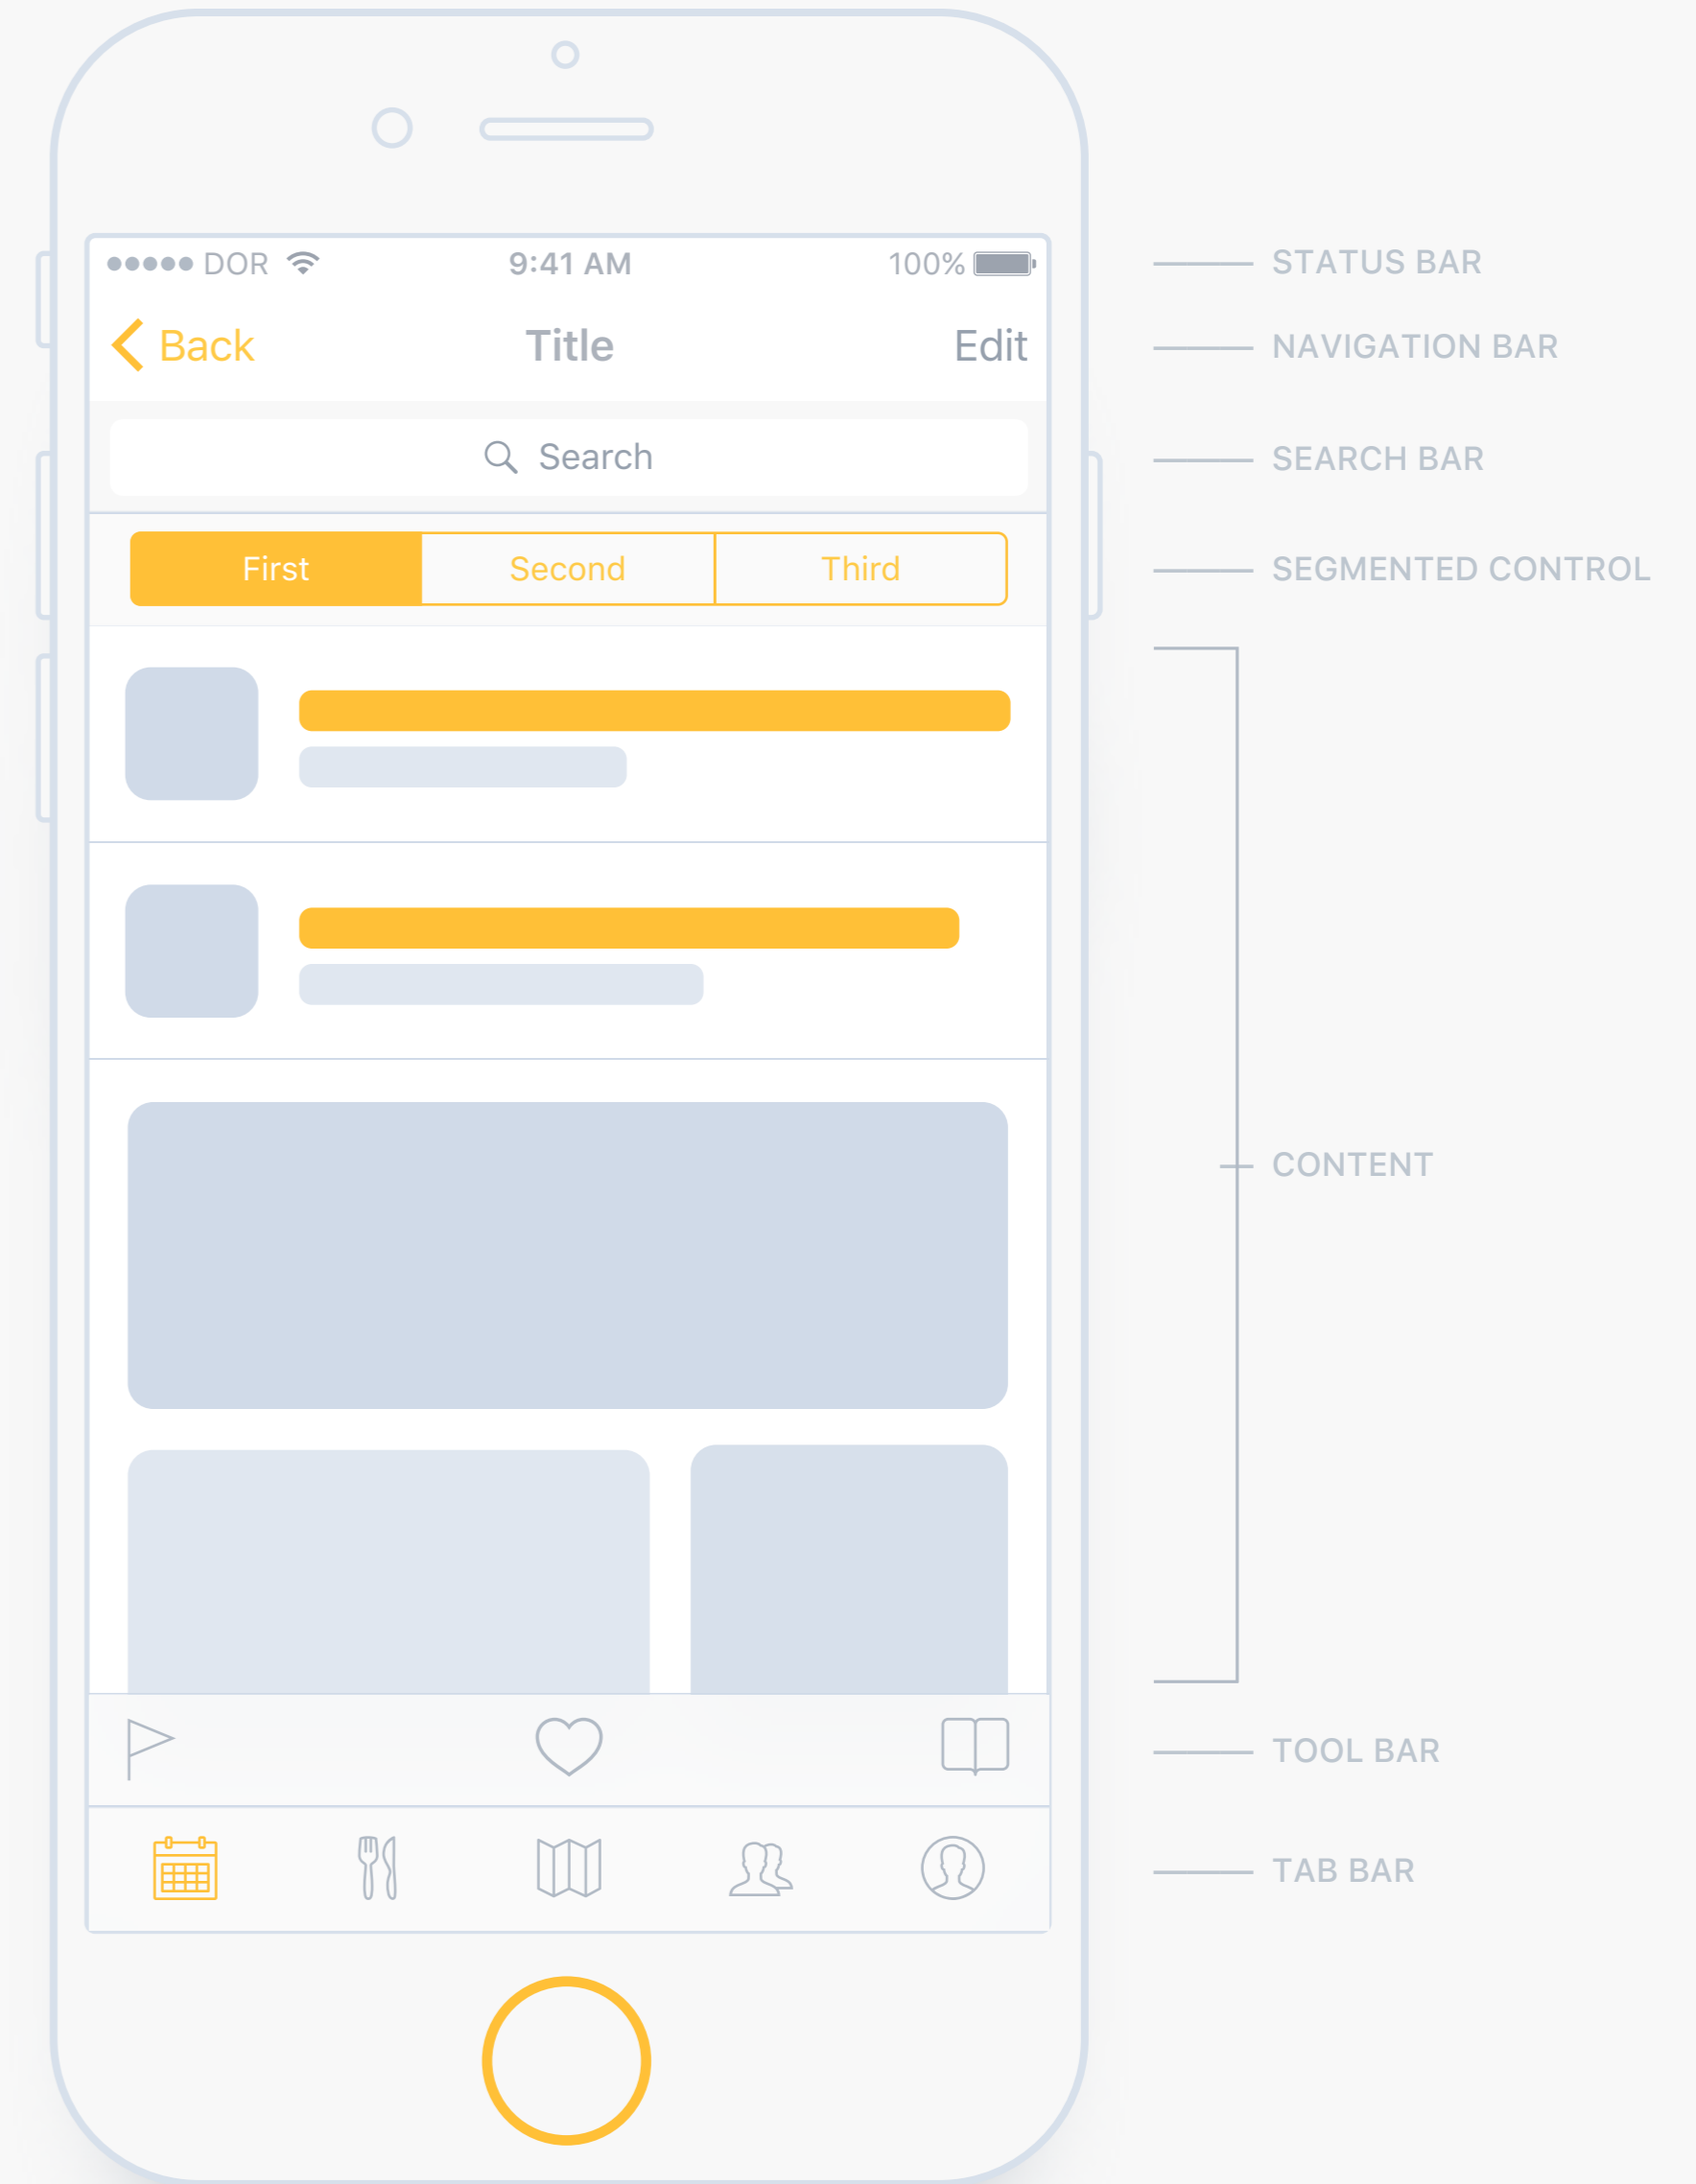 DOR 9:41 AM 100%
STATUS BAR
Back Title Edit
NAVIGATION BAR
Search
SEARCH BAR
First Second Third
SEGMENTED CONTROL
CONTENT
TOOL BAR
TAB BAR